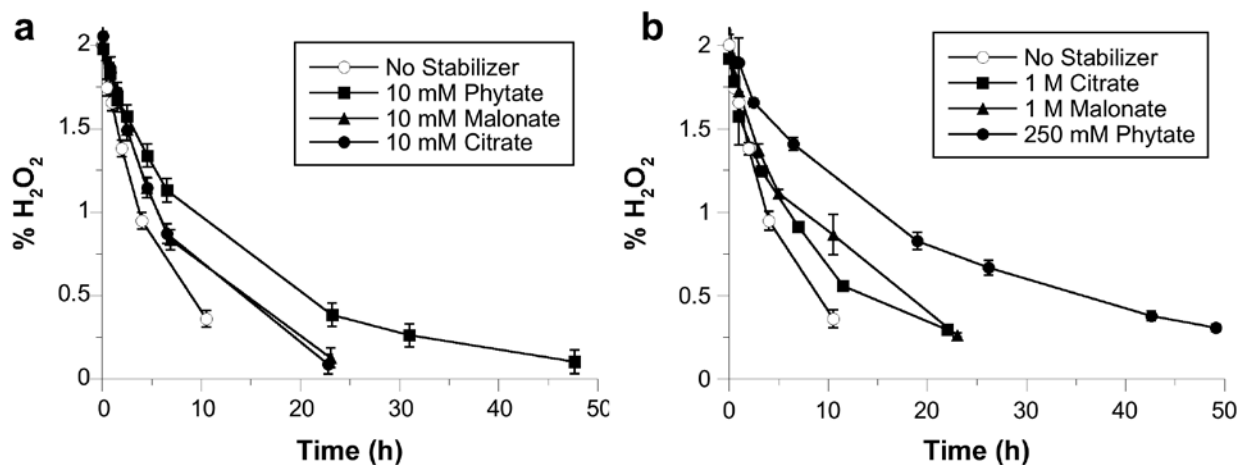 a
% H2O2
2
1.5
1
0.5
0
0
10
20
30
40
50
Time (h)
No Stabilizer
10 mM Phytate
10 mM Malonate
10 mM Citrate
b
% H2O2
2
1.5
1
0.5
0
0
10
20
30
40
50
Time (h)
No Stabilizer
1 M Citrate
1 M Malonate
250 mM Phytate